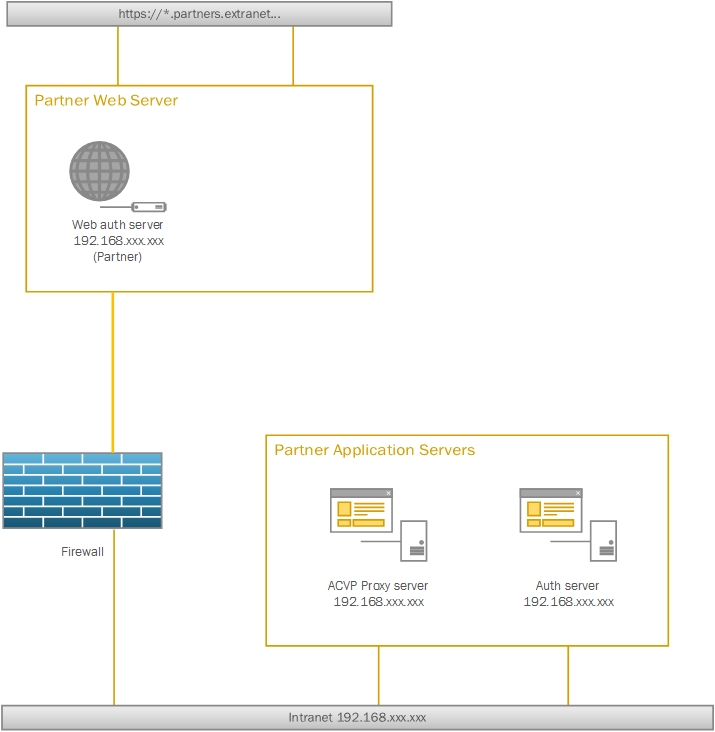 https://*.partners.extranet...
Partner Web Server
Web auth server
192.168.xxx.xxx
(Partner)
Firewall
Partner Application Servers
ACVP Proxy server
192.168.xxx.xxx
Auth server
192.168.xxx.xxx
Intranet 192.168.xxx.xxx